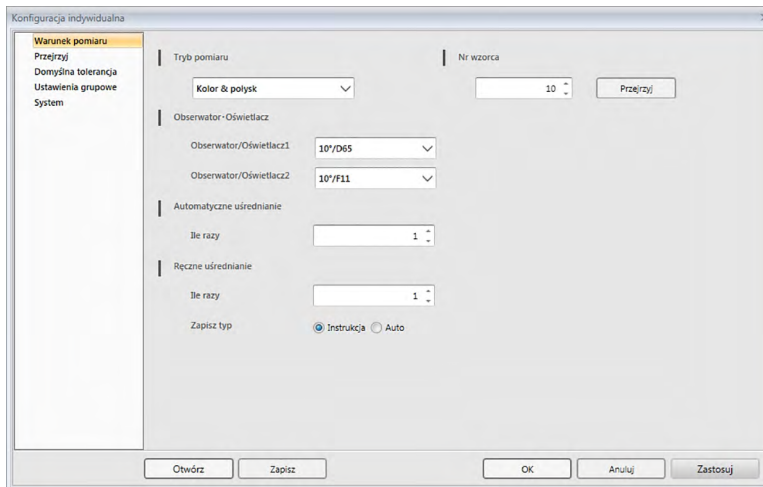 Konfiguracja indywidualna
Warunek pomiaru
Przejrzyj
Domyślna tolerancja
Ustawienia grupowe
System
Tryb pomiaru
Kolor & polysk
Nr wzorca
10
Przejrzyj
Obserwator･Oświetlacz
Obserwator/Oświetlacz1
10°/D65
Obserwator/Oświetlacz2
10°/F11
Automatyczne uśrednianie
Ile razy
1
Ręczne uśrednianie
Ile razy
1
Zapisz typ
Instrukcja
Auto
Otwórz
Zapisz
OK
Anuluj
Zastosuj